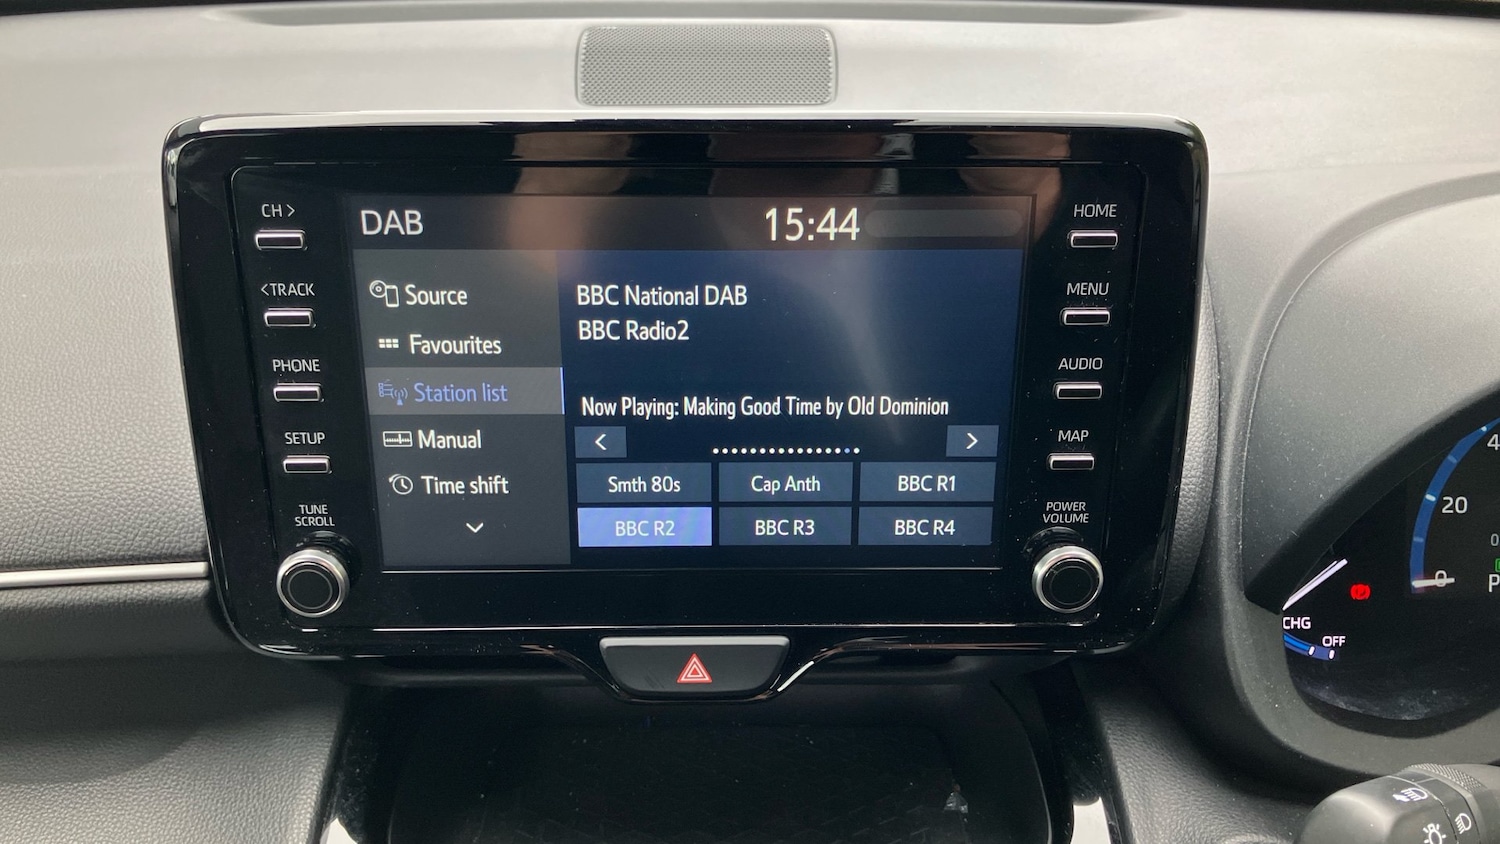 CH >
<TRACK
PHONE
SETUP
TUNE
SCROLL
DAB
15:44
Source
Favourites
Station list
Manual
Time shift
BBC National DAB
BBC Radio2
Now Playing: Making Good Time by Old Dominion
< >
Smth 80s Cap Anth BBC R1
BBC R2 BBC R3 BBC R4
HOME
MENU
AUDIO
MAP
POWER
VOLUME
4
20
0
0
P
CHG
OFF